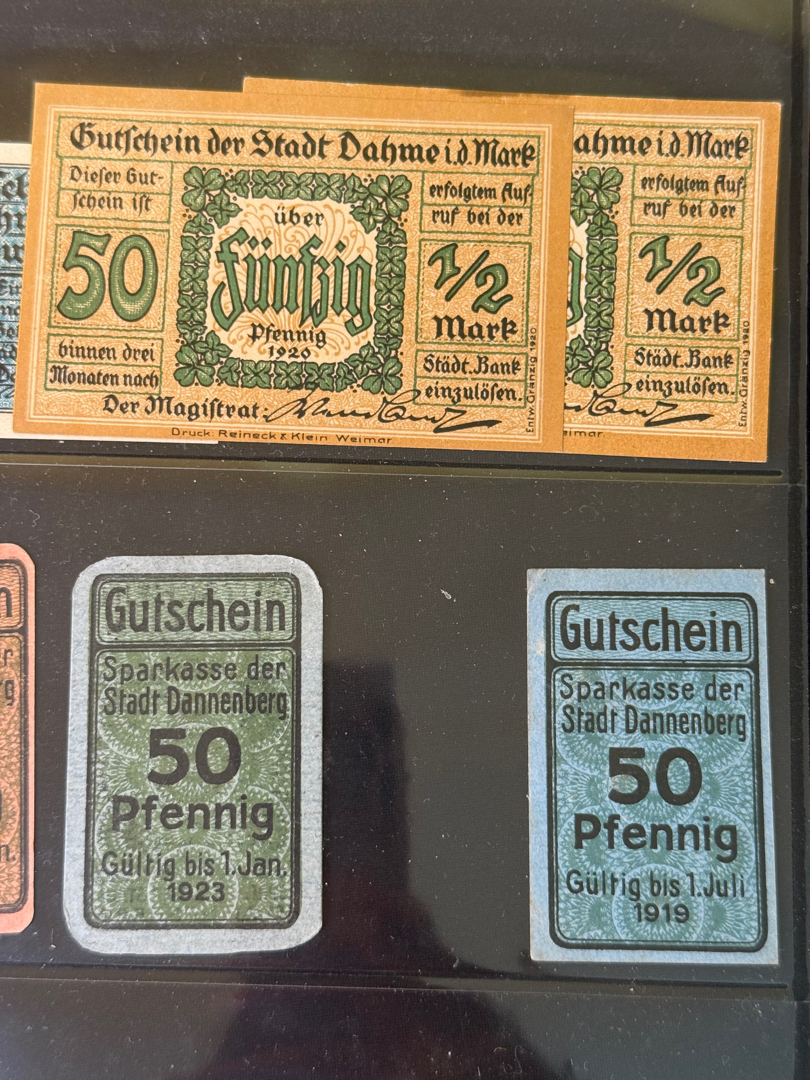 Gutschein der Stadt Dahme i.d. Mark
Dieser Gut-
schein ist
50
binnen drei
Monaten nach
über
fünfzig
Pfennig
1920
erfolgtem Auf-
ruf bei der
1/2
Mark
Städt. Bank
einzulösen.
Der Magistrat:
Druck: Reineck & Klein Weimar
Entw. Granzig 1920
ahme i.d. Mark
erfolgtem Auf-
ruf bei der
1/2
Mark
Städt. Bank
einzulösen.
eimar.
Entw. Granzig 1920
Gutschein
Sparkasse der
Stadt Dannenberg
50
Pfennig
Gültig bis 1. Jan.
1923
Gutschein
Sparkasse der
Stadt Dannenberg
50
Pfennig
Gültig bis 1. Juli
1919